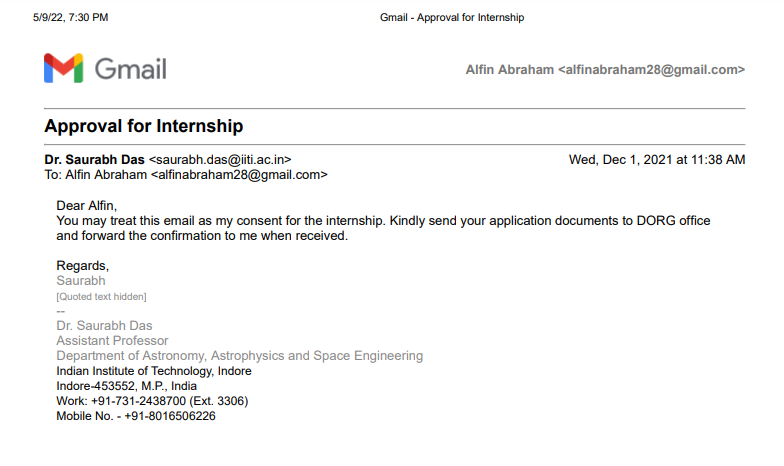 5/9/22, 7:30 PM Gmail - Approval for Internship
Gmail Alfin Abraham <alfinabraham28@gmail.com>
Approval for Internship
Dr. Saurabh Das <saurabh.das@iiti.ac.in> Wed, Dec 1, 2021 at 11:38 AM
To: Alfin Abraham <alfinabraham28@gmail.com>
Dear Alfin,
You may treat this email as my consent for the internship. Kindly send your application documents to DORG office
and forward the confirmation to me when received.
Regards,
Saurabh
[Quoted text hidden]
--
Dr. Saurabh Das
Assistant Professor
Department of Astronomy, Astrophysics and Space Engineering
Indian Institute of Technology, Indore
Indore-453552, M.P., India
Work: +91-731-2438700 (Ext. 3306)
Mobile No. - +91-8016506226